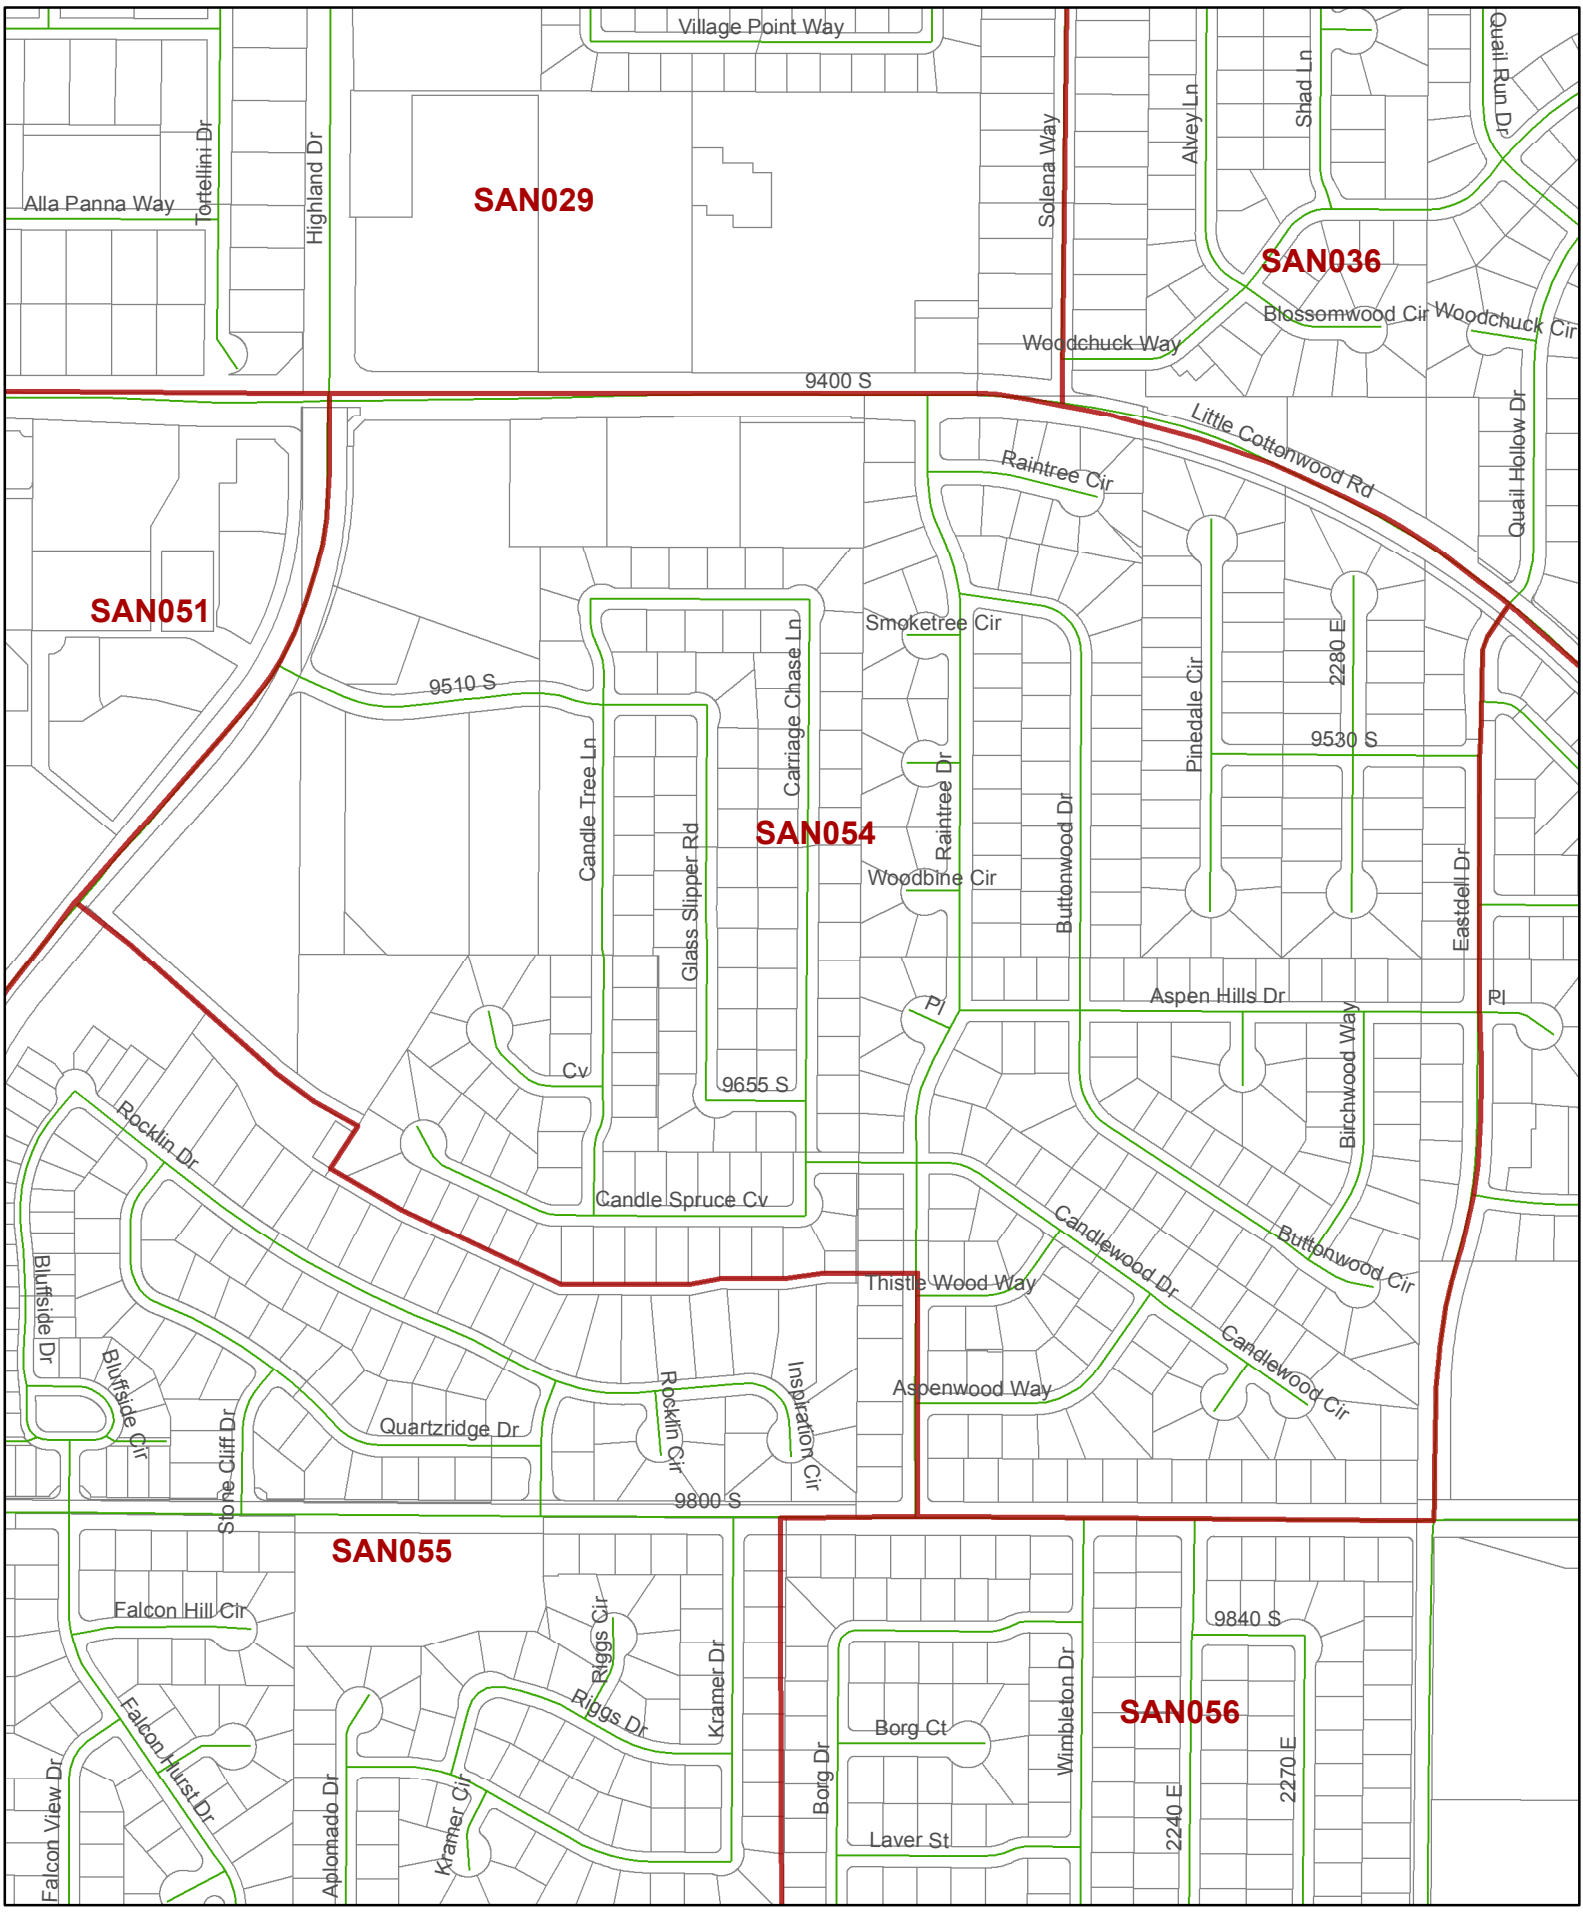 Village Point Way
Quail Run Dr
Shad Ln
Alvey Ln
Solena Way
Tortellini Dr
Highland Dr
Alla Panna Way
SAN029
SAN036
Blossomwood Cir
Woodchuck Cir
Woodchuck Way
9400 S
Little Cottonwood Rd
Quail Hollow Dr
Raintree Cir
SAN051
Smoketree Cir
Carriage Chase Ln
2280 E
Pinedale Cir
9510 S
9530 S
Candle Tree Ln
Raintree Dr
Buttonwood Dr
SAN054
Glass Slipper Rd
Woodbine Cir
Eastdell Dr
Aspen Hills Dr
Pl
Pl
Birchwood Way
Cv
9655 S
Rocklin Dr
Candle Spruce Cv
Candlewood Dr
Buttonwood Cir
Thistle Wood Way
Bluffside Dr
Bluffside Cir
Candlewood Cir
Aspenwood Way
Rocklin Cir
Inspiration Cir
Quartzridge Dr
Stone Cliff Dr
9800 S
SAN055
Falcon Hill Cir
Riggs Cir
9840 S
Kramer Dr
Wimbleton Dr
Riggs Dr
SAN056
Falcon Hurst Dr
Borg Ct
Borg Dr
2270 E
2240 E
Falcon View Dr
Aplomado Dr
Kramer Cir
Laver St